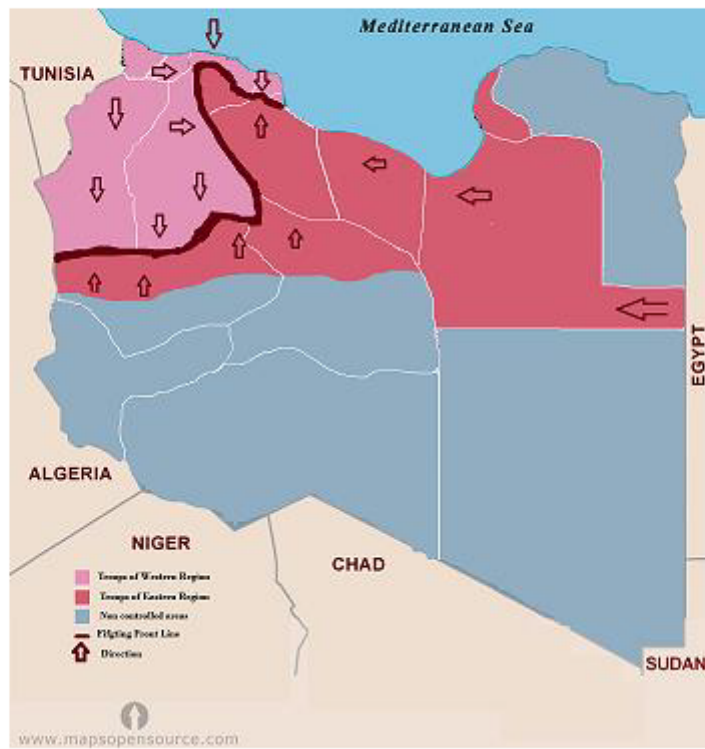 Mediterranean Sea
TUNISIA
EGYPT
ALGERIA
NIGER
CHAD
Troops of Western Region
Troops of Eastern Region
Non controlled areas
Fifgting Front Line
Direction
SUDAN
www.mapsopensource.com